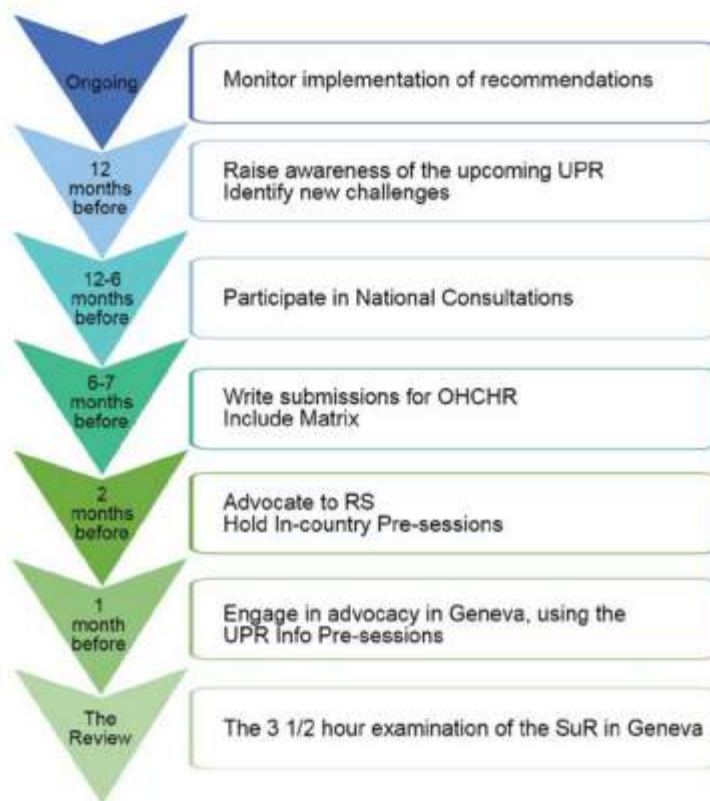 Ongoing
Monitor implementation of recommendations
12
months
before
Raise awareness of the upcoming UPR
Identify new challenges
12-6
months
before
Participate in National Consultations
6-7
months
before
Write submissions for OHCHR
Include Matrix
2
months
before
Advocate to RS
Hold In-country Pre-sessions
1
month
before
Engage in advocacy in Geneva, using the
UPR Info Pre-sessions
The
Review
The 3 1/2 hour examination of the SuR in Geneva